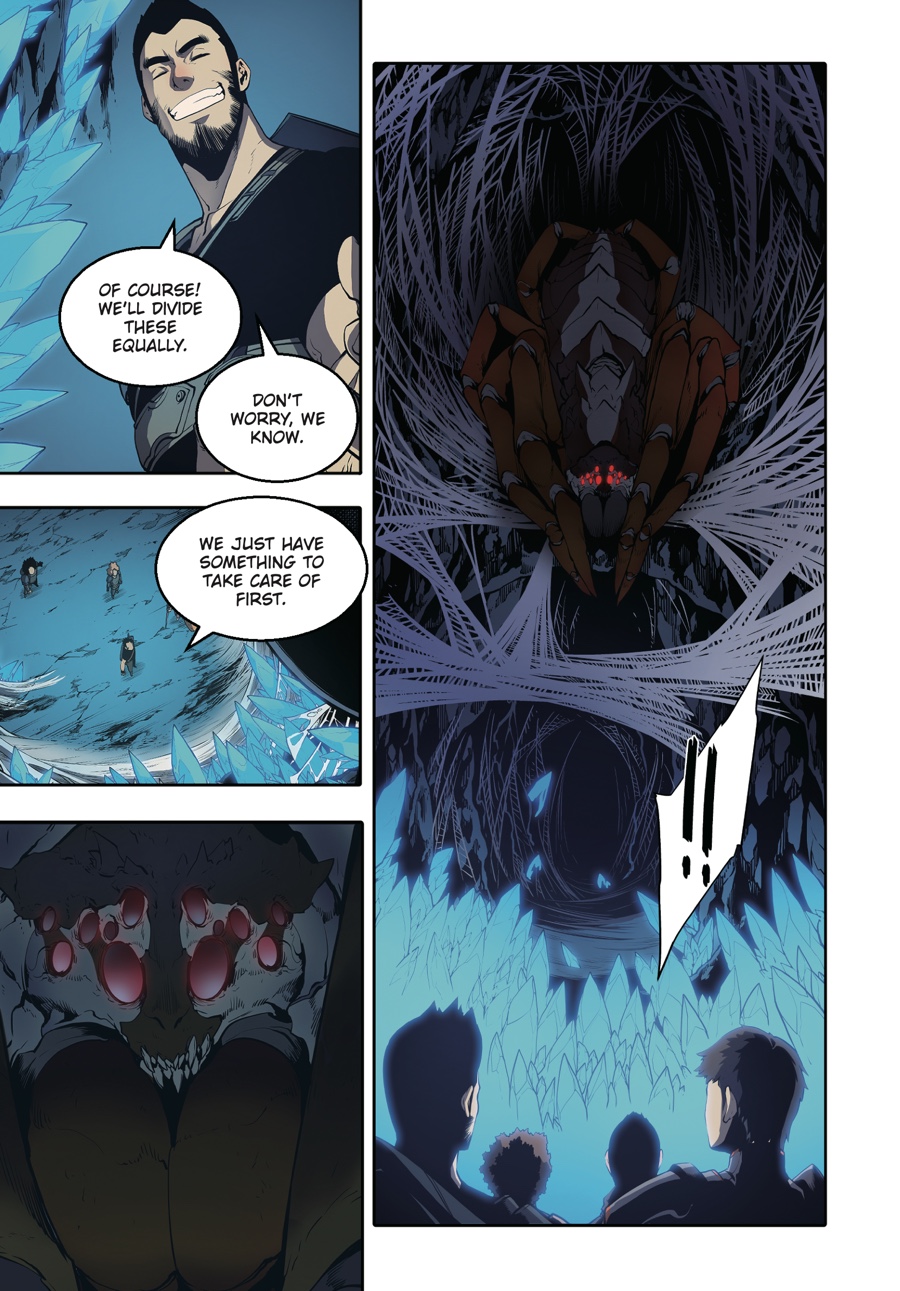 OF COURSE!
WE'LL DIVIDE
THESE
EQUALLY.
DON'T
WORRY, WE
KNOW.
WE JUST HAVE
SOMETHING TO
TAKE CARE OF
FIRST.
!!